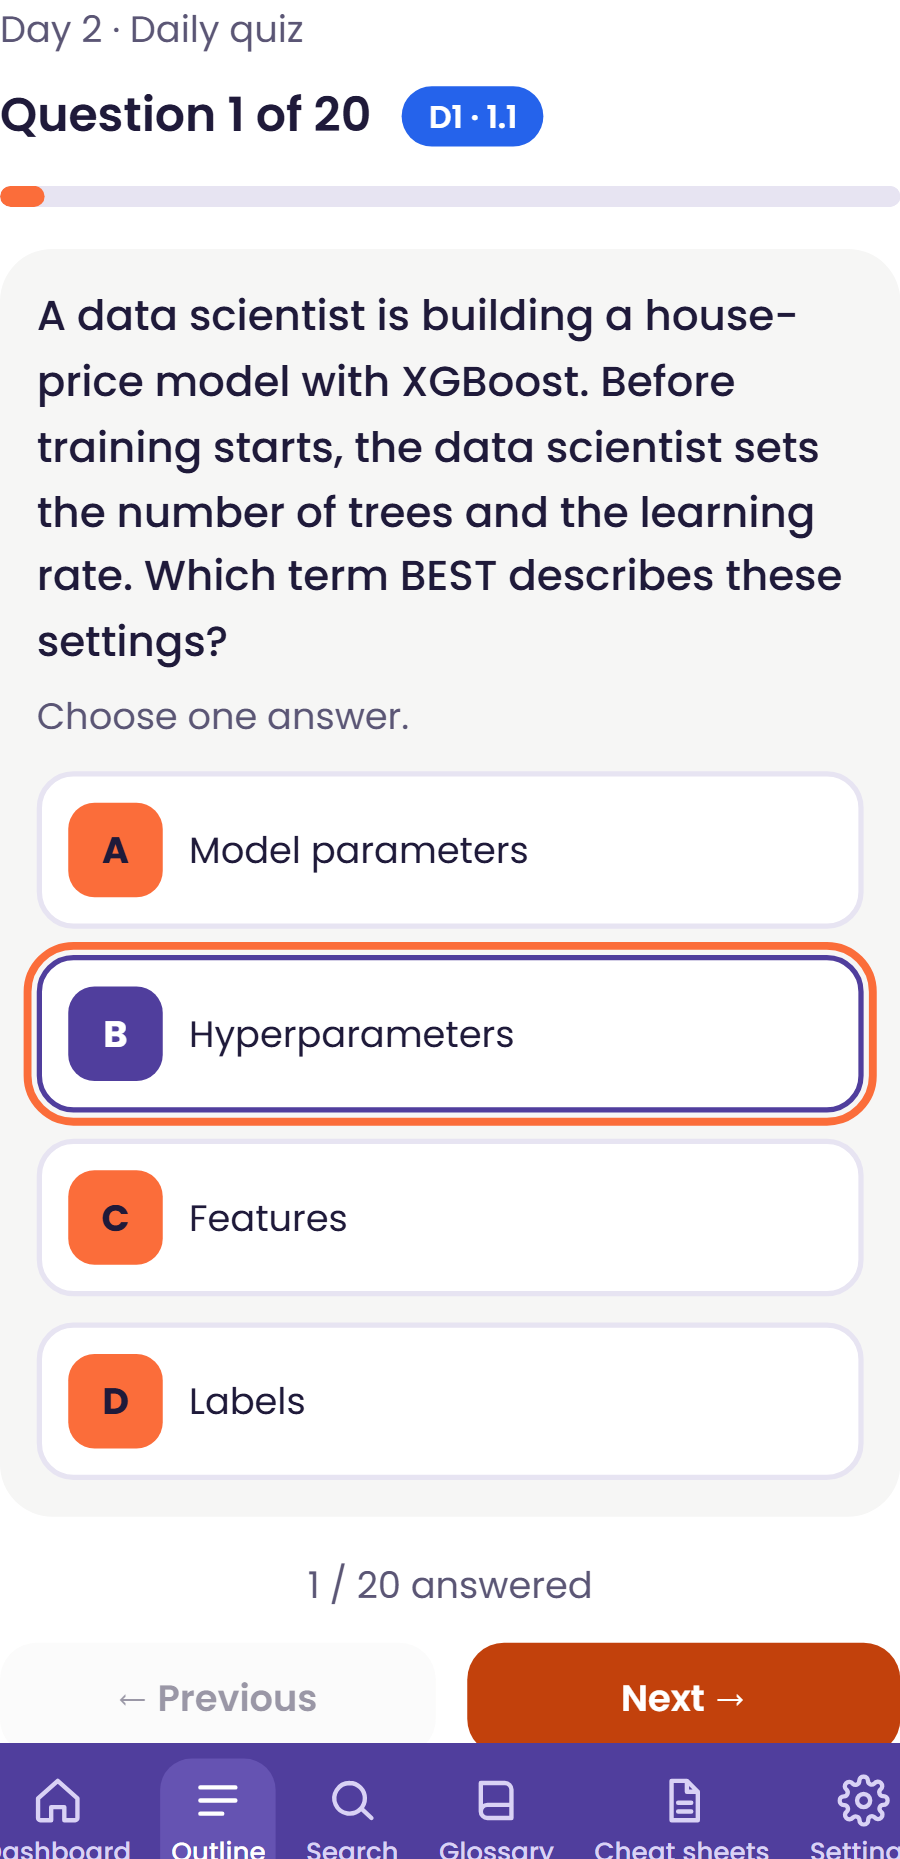 Day 2 · Daily quiz
Question 1 of 20
D1 · 1.1
A data scientist is building a house-
price model with XGBoost. Before
training starts, the data scientist sets
the number of trees and the learning
rate. Which term BEST describes these
settings?
Choose one answer.
A Model parameters
B Hyperparameters
C Features
D Labels
1 / 20 answered
← Previous
Next →
ashboard Outline Search Glossary Cheat sheets Setting